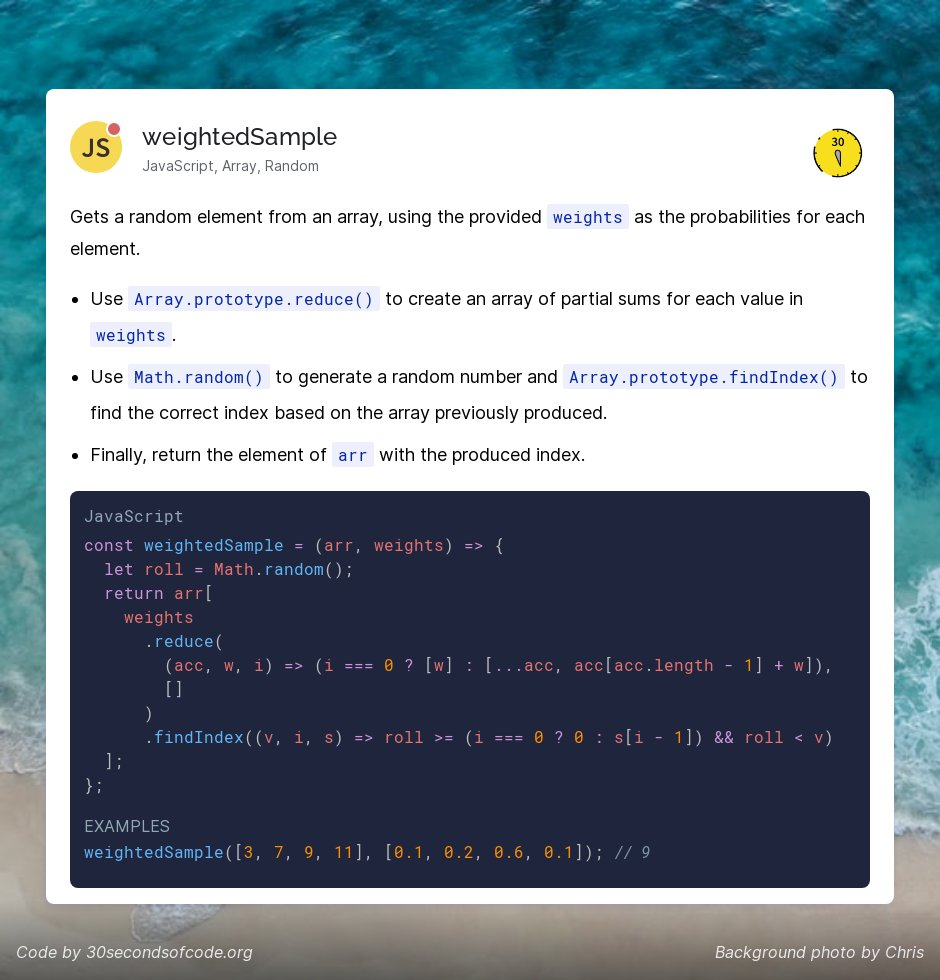 JS
weightedSample
30
JavaScript, Array, Random
Gets a random element from an array, using the provided weights as the probabilities for each
element.
Use Array.prototype.reduce() to create an array of partial sums for each value in
weights.
Use Math.random() to generate a random number and Array.prototype.findIndex() to
find the correct index based on the array previously produced.
Finally, return the element of arr with the produced index.
JavaScript
const weightedSample = (arr, weights) => {
  let roll = Math.random();
  return arr[
    weights
      .reduce(
        (acc, w, i) => (i === 0 ? [w] : [...acc, acc[acc.length - 1] + w]),
        []
      )
      .findIndex((v, i, s) => roll >= (i === 0 ? 0 : s[i - 1]) && roll < v)
  ];
};
EXAMPLES
weightedSample([3, 7, 9, 11], [0.1, 0.2, 0.6, 0.1]); // 9
Code by 30secondsofcode.org
Background photo by Chris